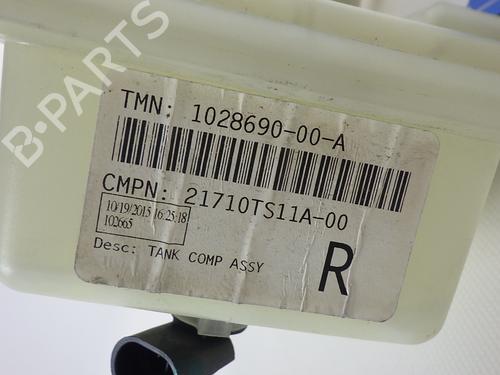 TMN: 1028690-00-A
CMPN: 21710TS11A-00
10/19/2015 16:25:18
102665
Desc: TANK COMP ASSY
R
B-PARTS